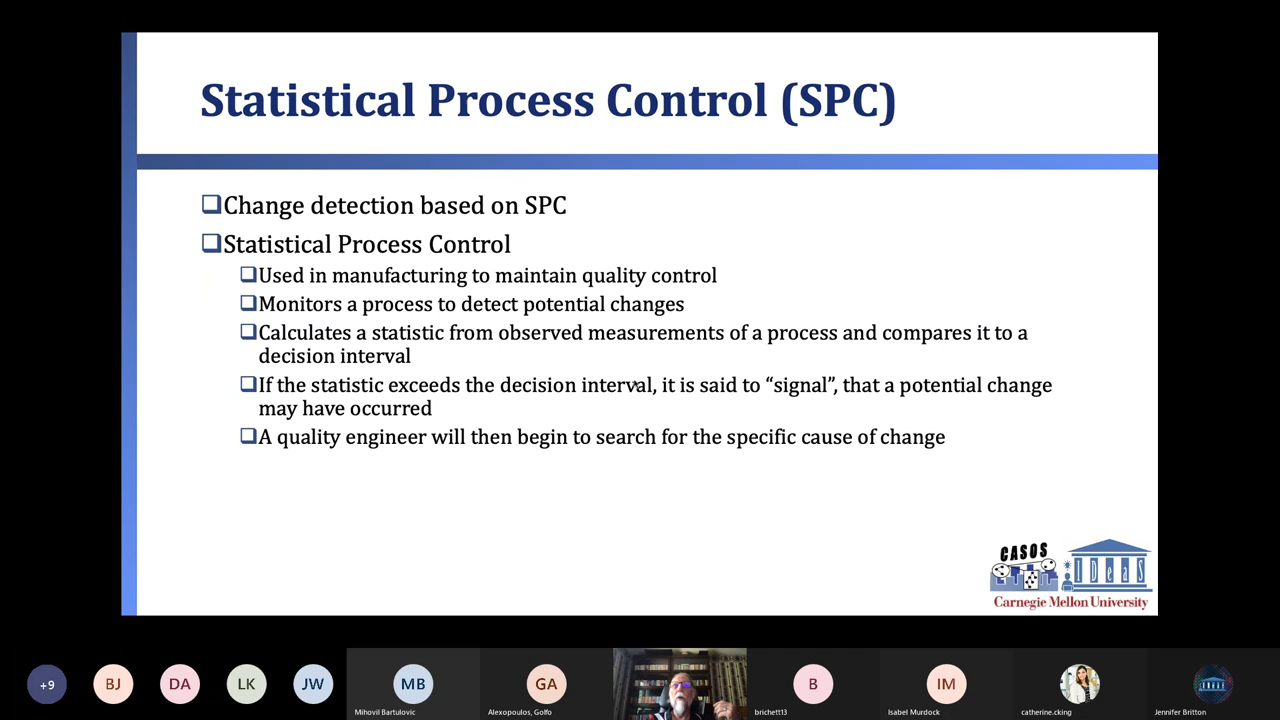 Statistical Process Control (SPC)
Change detection based on SPC
Statistical Process Control
Used in manufacturing to maintain quality control
Monitors a process to detect potential changes
Calculates a statistic from observed measurements of a process and compares it to a
decision interval
If the statistic exceeds the decision interval, it is said to “signal”, that a potential change
may have occurred
A quality engineer will then begin to search for the specific cause of change
CASOS
IDeaS
Carnegie Mellon University
+9
BJ
DA
LK
JW
MB
GA
B
IM
Mihovil Bartulovic
Alexopoulos, Golfo
brichett13
Isabel Murdock
catherine.cking
Jennifer Britton